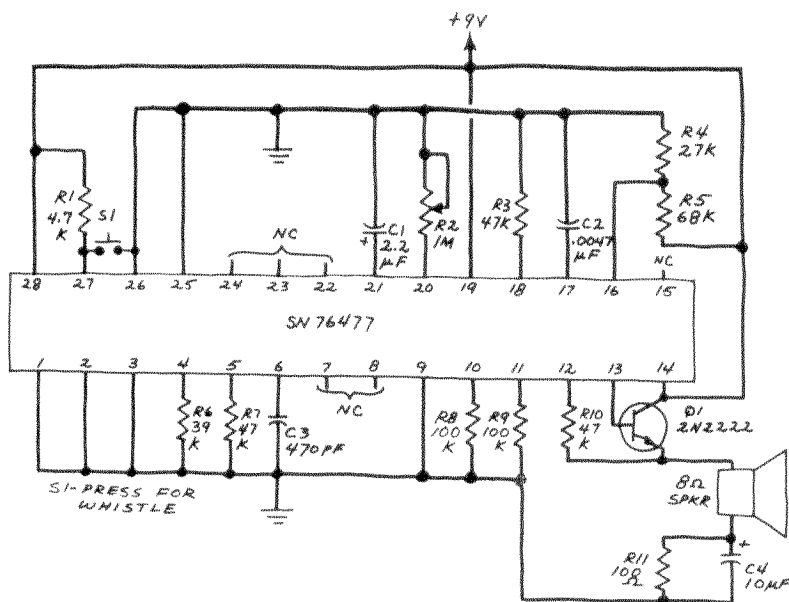 +9V
R4
27K
R1
4.7
K
S1
R3
47K
R5
68K
NC
C1
+
2.2
µF
R2
1M
C2
.0047
µF
NC
28 27 26 25 24 23 22 21 20 19 18 17 16 15
SN 76477
1 2 3 4 5 6 7 8 9 10 11 12 13 14
R6
39
K
R7
47
K
C3
470PF
NC
R8
100
K
R9
100
K
R10
47
K
Q1
2N2222
S1-PRESS FOR
WHISTLE
8Ω
SPKR
R11
100
Ω
+
C4
10µF